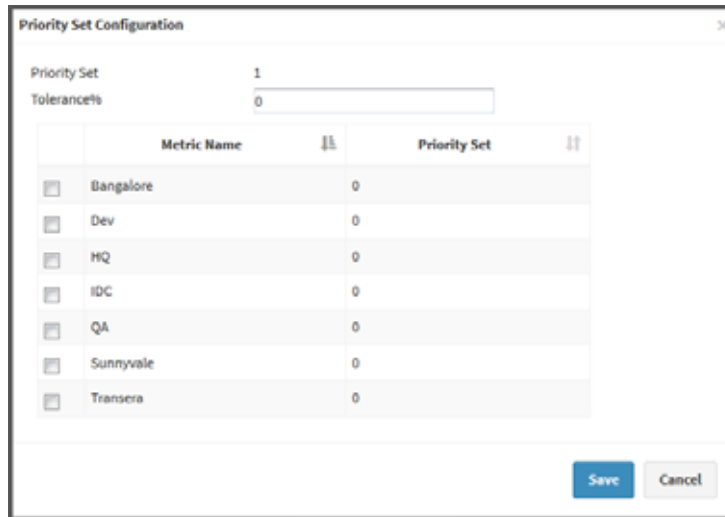 Priority Set Configuration
Priority Set 1
Tolerance% 0
Metric Name Priority Set
Bangalore 0
Dev 0
HQ 0
IDC 0
QA 0
Sunnyvale 0
Transera 0
Save Cancel